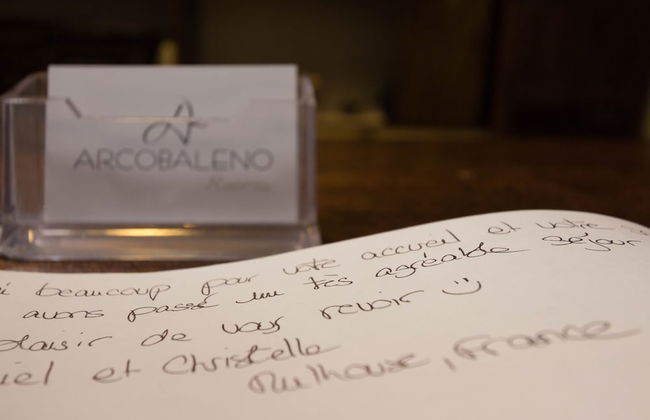 ARCOBALENO
beaucoup pour votre accueil et votre
avons passé un très agréable séjour
plaisir de vous revoir :)
et Christelle
Mulhouse, France